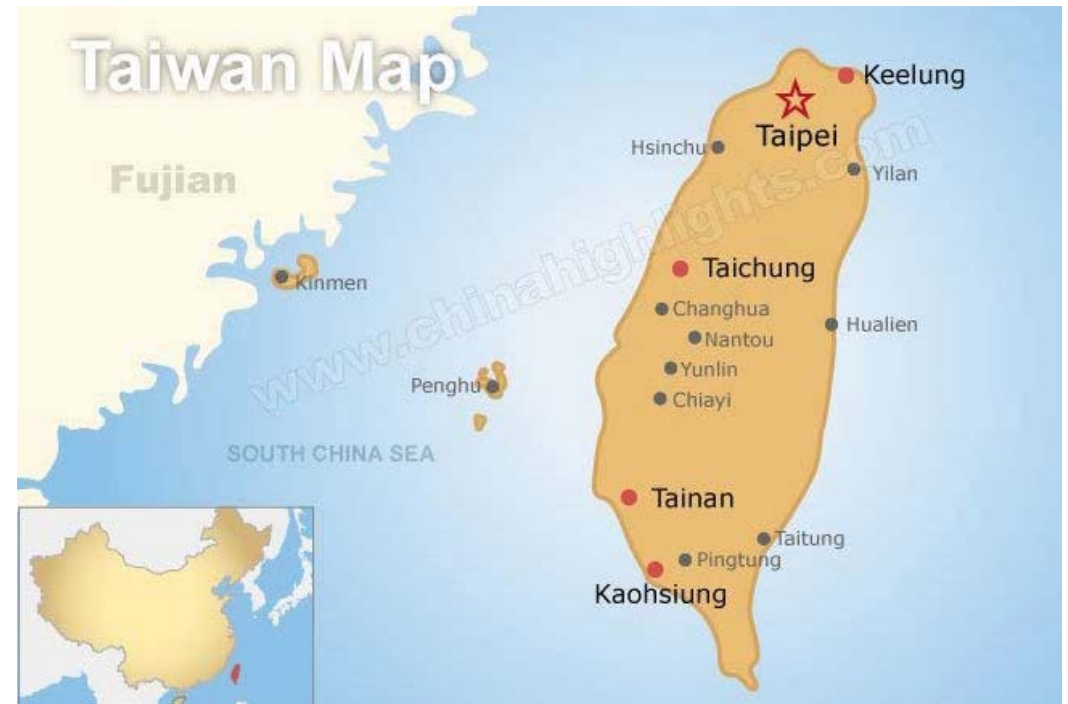 Taiwan Map
Keelung
Taipei
Hsinchu
Yilan
Fujian
Taichung
Kinmen
Changhua
Hualien
Nantou
Yunlin
Penghu
Chiayi
SOUTH CHINA SEA
Tainan
Taitung
Pingtung
Kaohsiung
www.chinahighlights.com